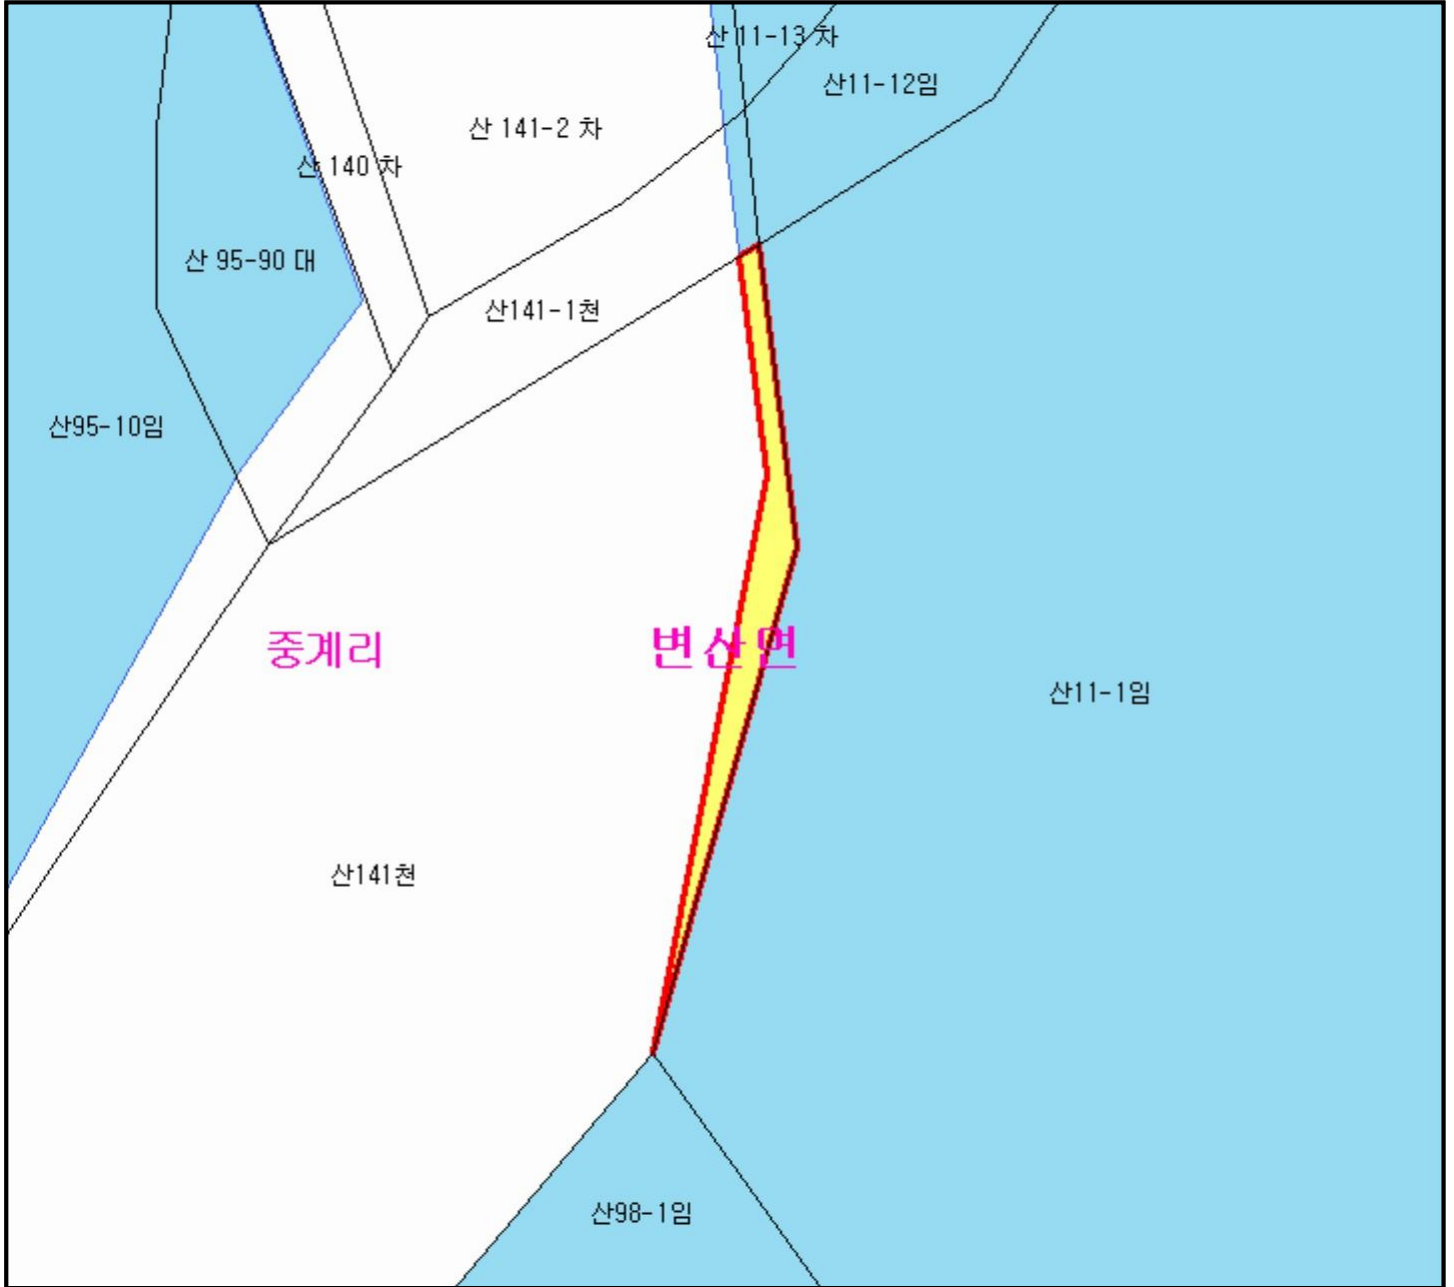 산 11-13 차
산11-12임
산 141-2 차
산 140 차
산 95-90 대
산141-1천
산95-10임
중계리
변산면
산11-1임
산141천
산98-1임